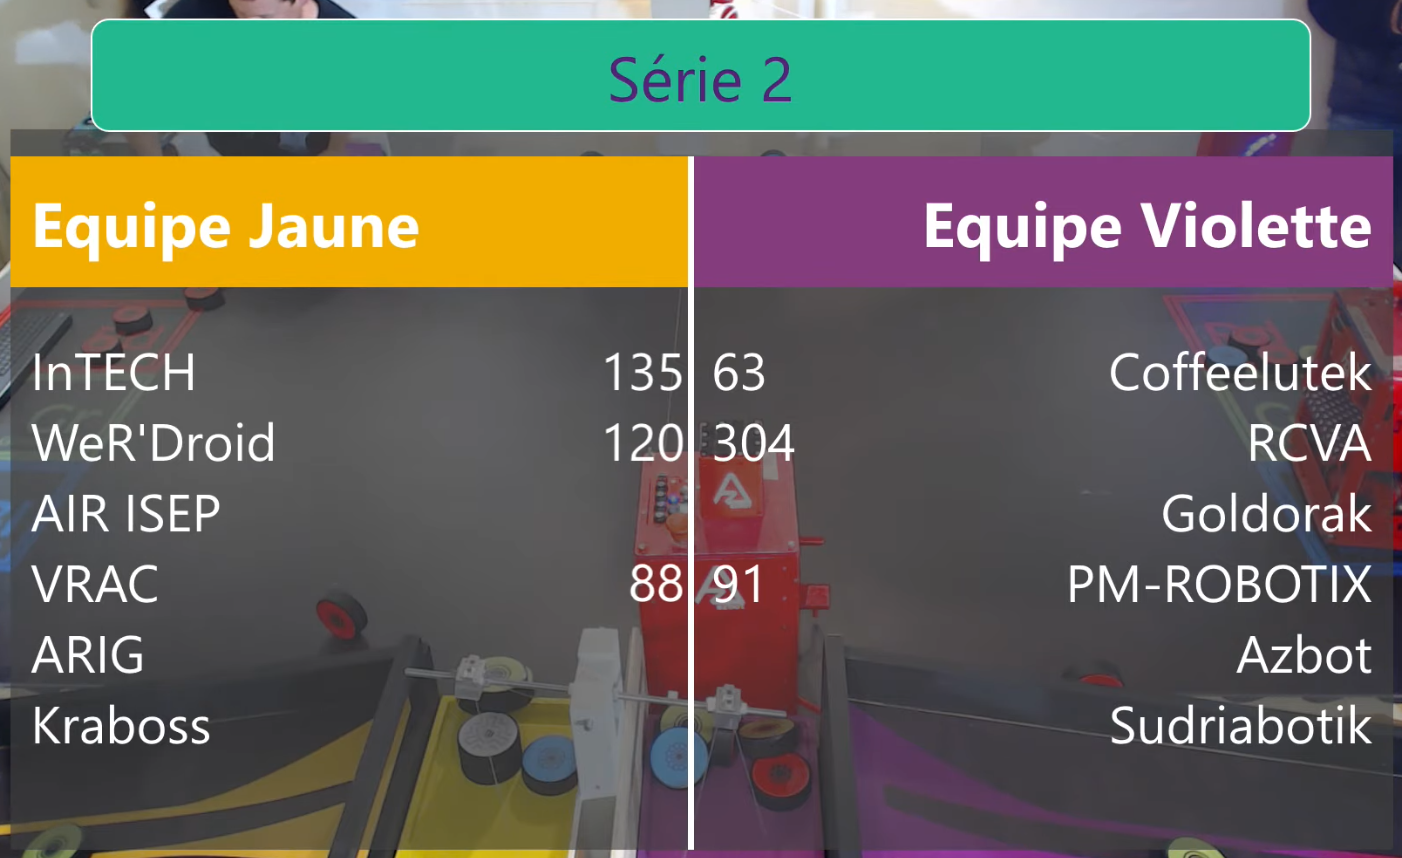 Série 2
Equipe Jaune Equipe Violette
InTECH 135 63 Coffeelutek
WeR'Droid 120 304 RCVA
AIR ISEP Goldorak
VRAC 88 91 PM-ROBOTIX
ARIG Azbot
Kraboss Sudriabotik